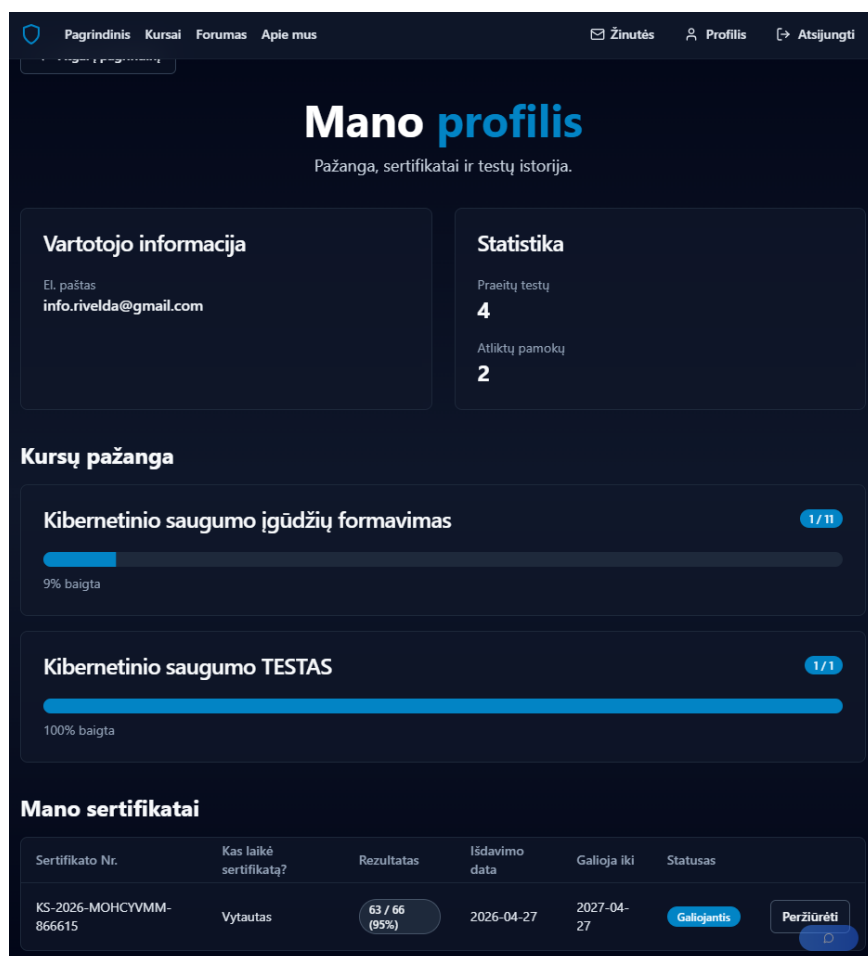 Pagrindinis Kursai Forumas Apie mus Žinutės Profilis Atsijungti
Mano profilis
Pažanga, sertifikatai ir testų istorija.
Vartotojo informacija
El. paštas
info.rivelda@gmail.com
Statistika
Praeitų testų
4
Atliktų pamokų
2
Kursų pažanga
Kibernetinio saugumo įgūdžių formavimas 1 / 11
9% baigta
Kibernetinio saugumo TESTAS 1 / 1
100% baigta
Mano sertifikatai
Sertifikato Nr.
Kas laikė
sertifikatą?
Rezultatas
Išdavimo
data
Galioja iki
Statusas
KS-2026-MOHCYVMM-
866615
Vytautas
63 / 66
(95%)
2026-04-27
2027-04-
27
Galiojantis
Peržiūrėti